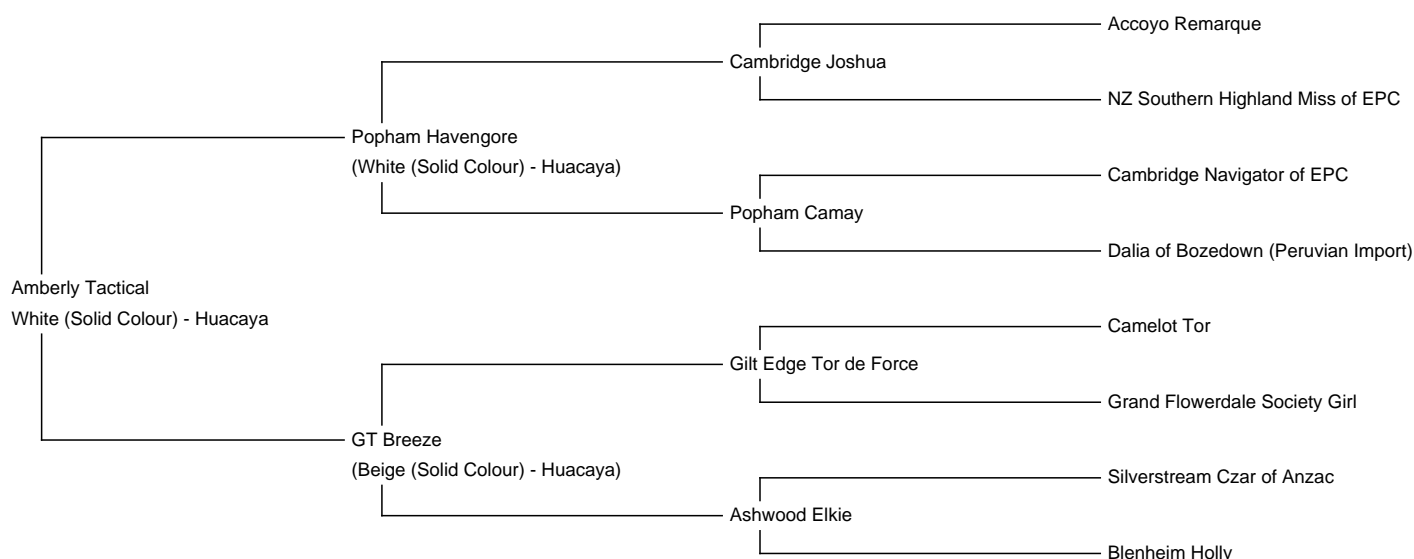 Accoyo Remarque
Cambridge Joshua
NZ Southern Highland Miss of EPC
Popham Havengore
(White (Solid Colour) - Huacaya)
Cambridge Navigator of EPC
Popham Camay
Dalia of Bozedown (Peruvian Import)
Amberly Tactical
White (Solid Colour) - Huacaya
Camelot Tor
Gilt Edge Tor de Force
Grand Flowerdale Society Girl
GT Breeze
(Beige (Solid Colour) - Huacaya)
Silverstream Czar of Anzac
Ashwood Elkie
Blenheim Holly